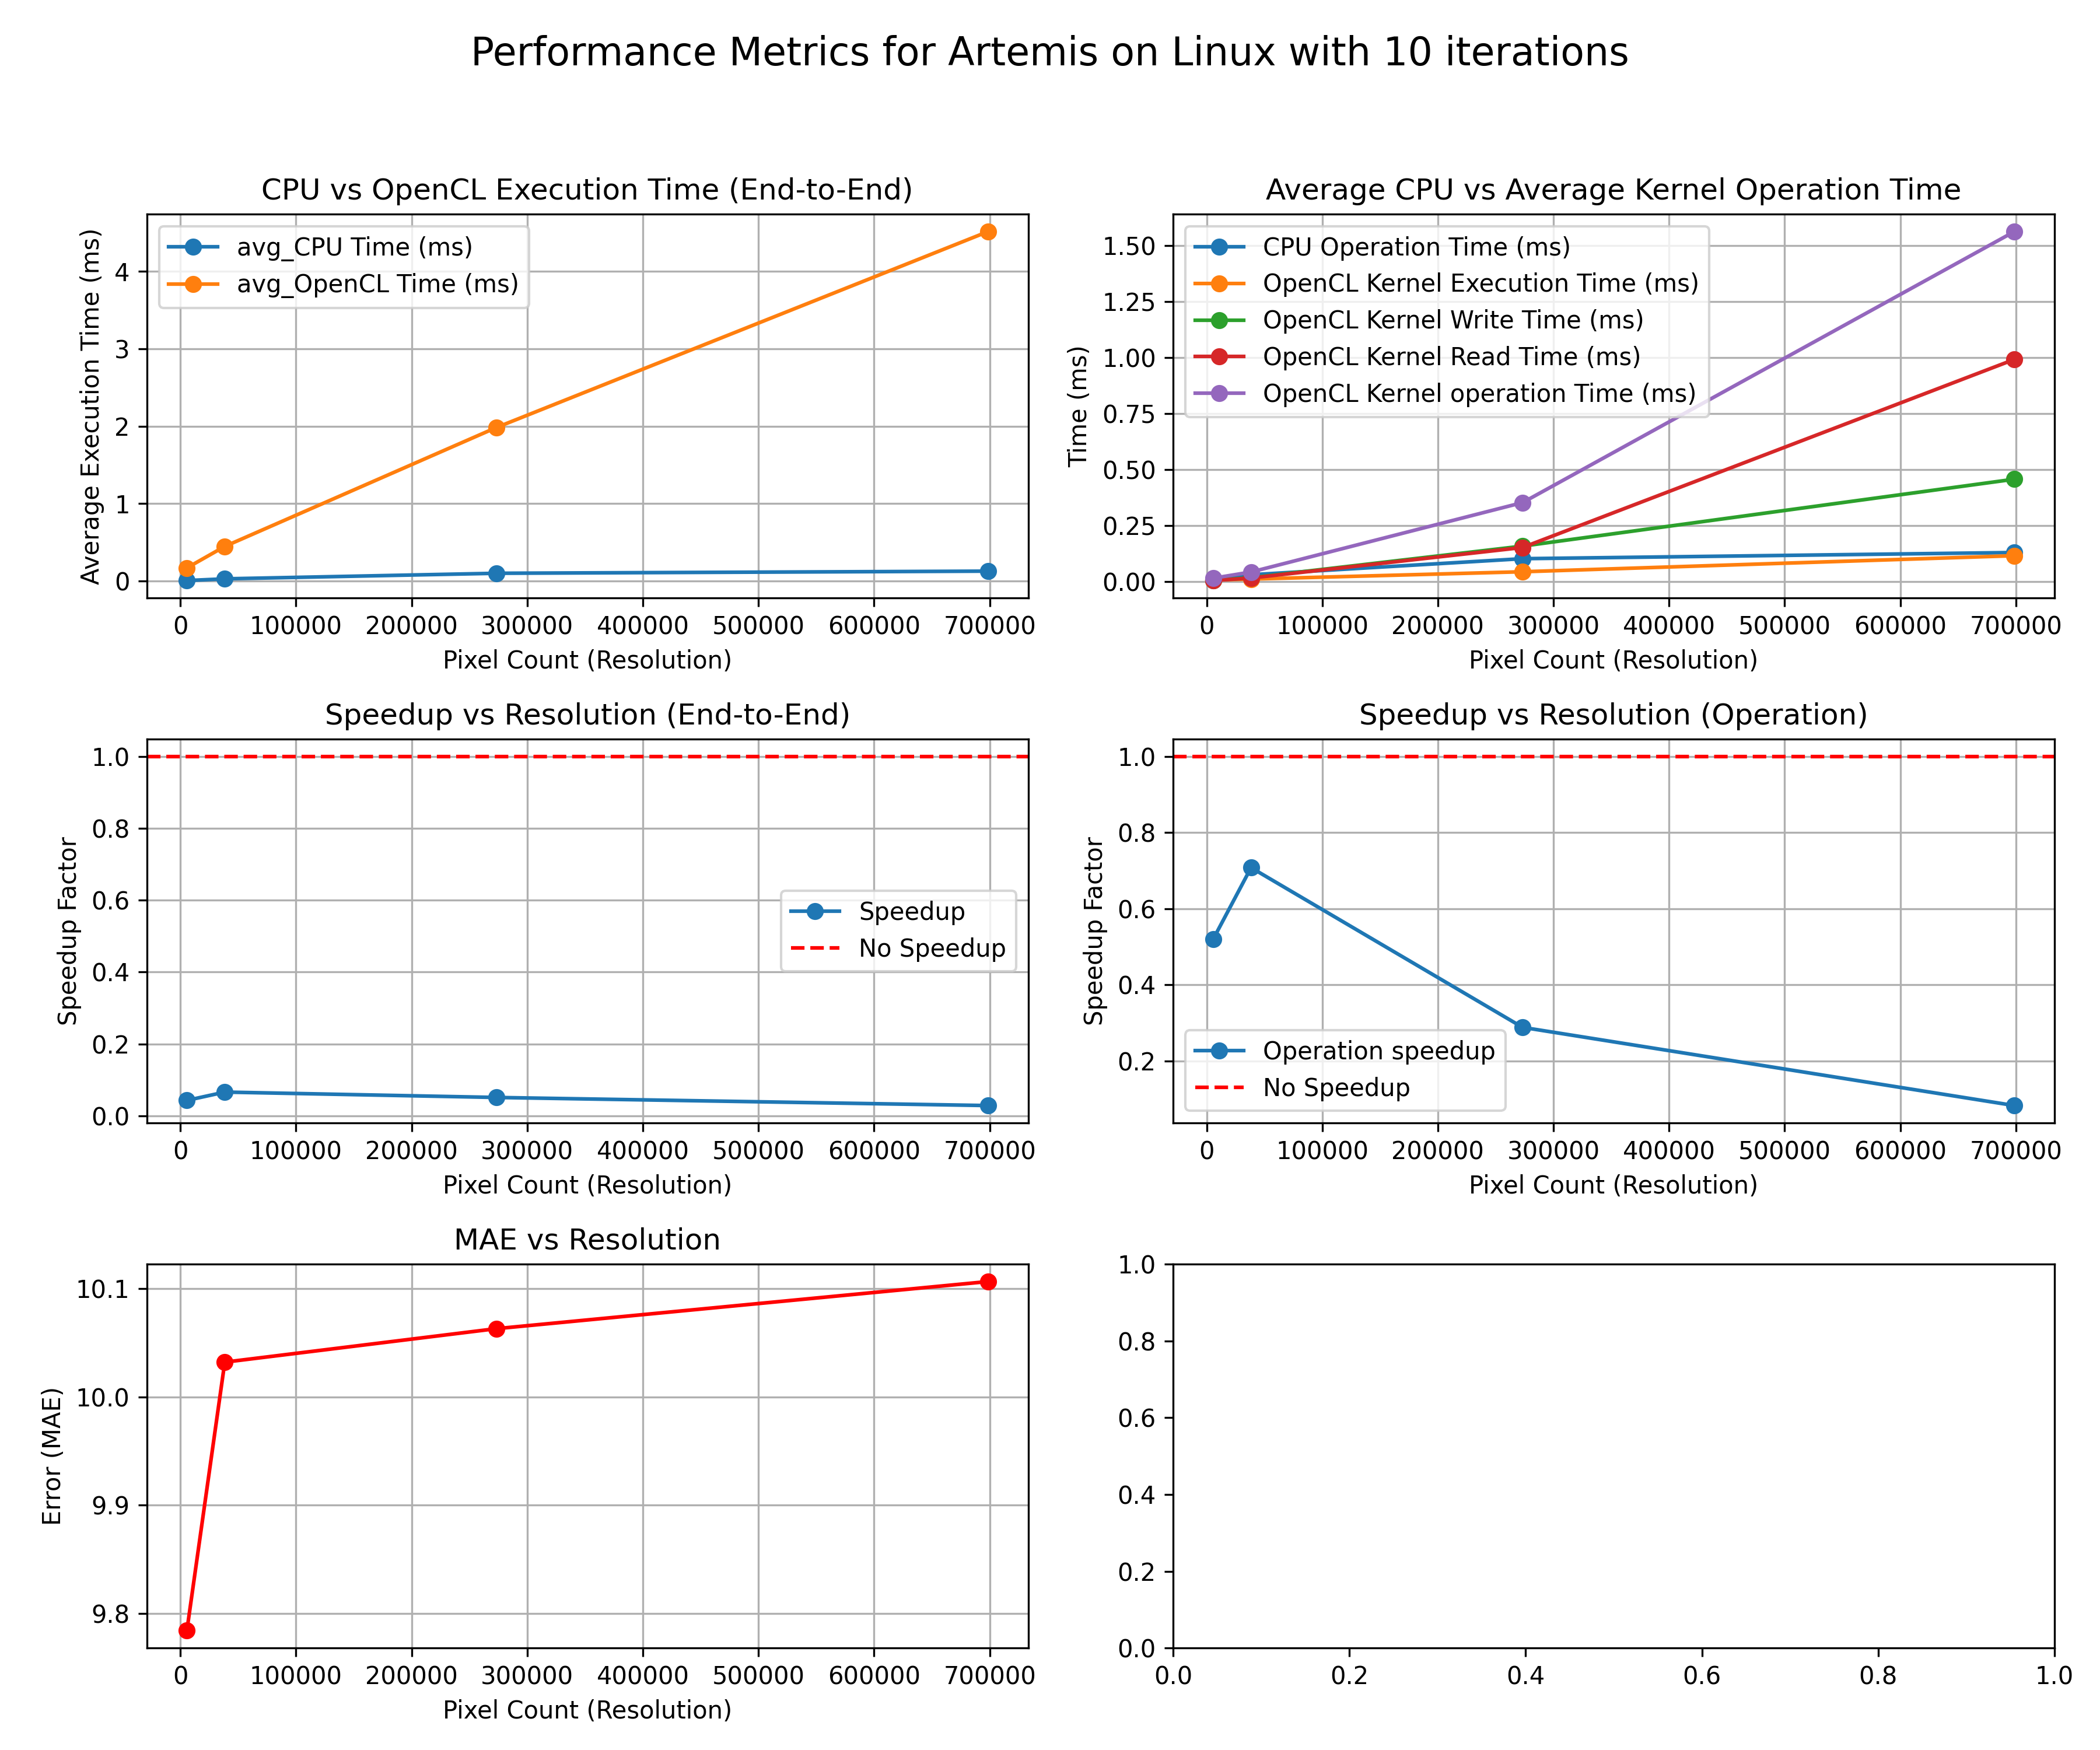 Performance Metrics for Artemis on Linux with 10 iterations
CPU vs OpenCL Execution Time (End-to-End)
Average Execution Time (ms)
4
3
2
1
0
avg_CPU Time (ms)
avg_OpenCL Time (ms)
0 100000 200000 300000 400000 500000 600000 700000
Pixel Count (Resolution)
Average CPU vs Average Kernel Operation Time
Time (ms)
1.50
1.25
1.00
0.75
0.50
0.25
0.00
CPU Operation Time (ms)
OpenCL Kernel Execution Time (ms)
OpenCL Kernel Write Time (ms)
OpenCL Kernel Read Time (ms)
OpenCL Kernel operation Time (ms)
0 100000 200000 300000 400000 500000 600000 700000
Pixel Count (Resolution)
Speedup vs Resolution (End-to-End)
Speedup Factor
1.0
0.8
0.6
0.4
0.2
0.0
Speedup
No Speedup
0 100000 200000 300000 400000 500000 600000 700000
Pixel Count (Resolution)
Speedup vs Resolution (Operation)
Speedup Factor
1.0
0.8
0.6
0.4
0.2
Operation speedup
No Speedup
0 100000 200000 300000 400000 500000 600000 700000
Pixel Count (Resolution)
MAE vs Resolution
Error (MAE)
10.1
10.0
9.9
9.8
0 100000 200000 300000 400000 500000 600000 700000
Pixel Count (Resolution)
1.0
0.8
0.6
0.4
0.2
0.0
0.0 0.2 0.4 0.6 0.8 1.0